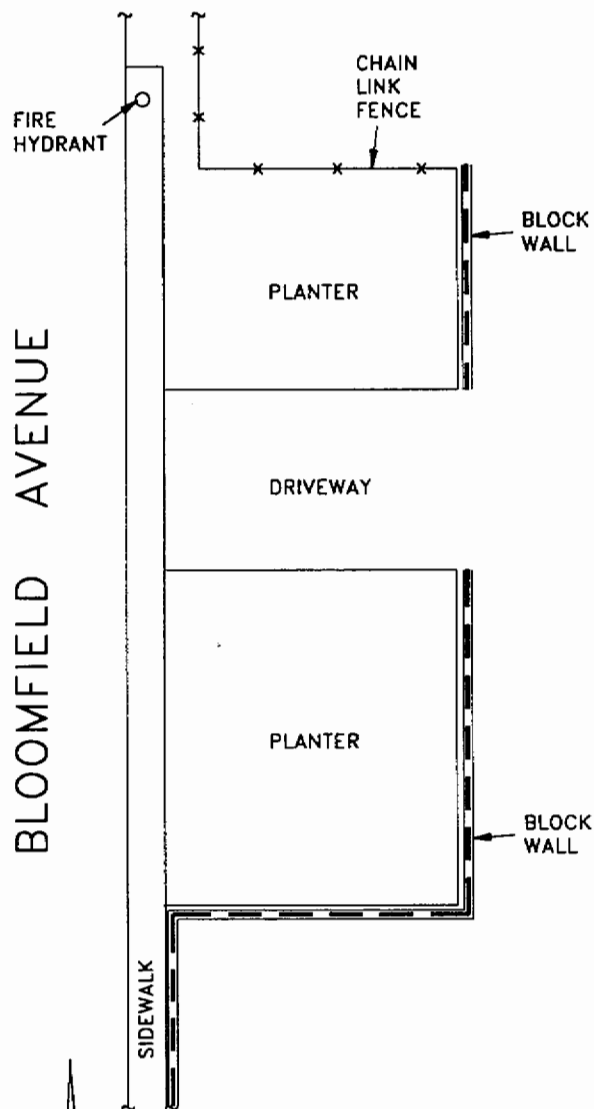 CHAIN
LINK
FENCE
FIRE
HYDRANT
BLOCK
WALL
PLANTER
BLOOMFIELD AVENUE
DRIVEWAY
PLANTER
BLOCK
WALL
SIDEWALK